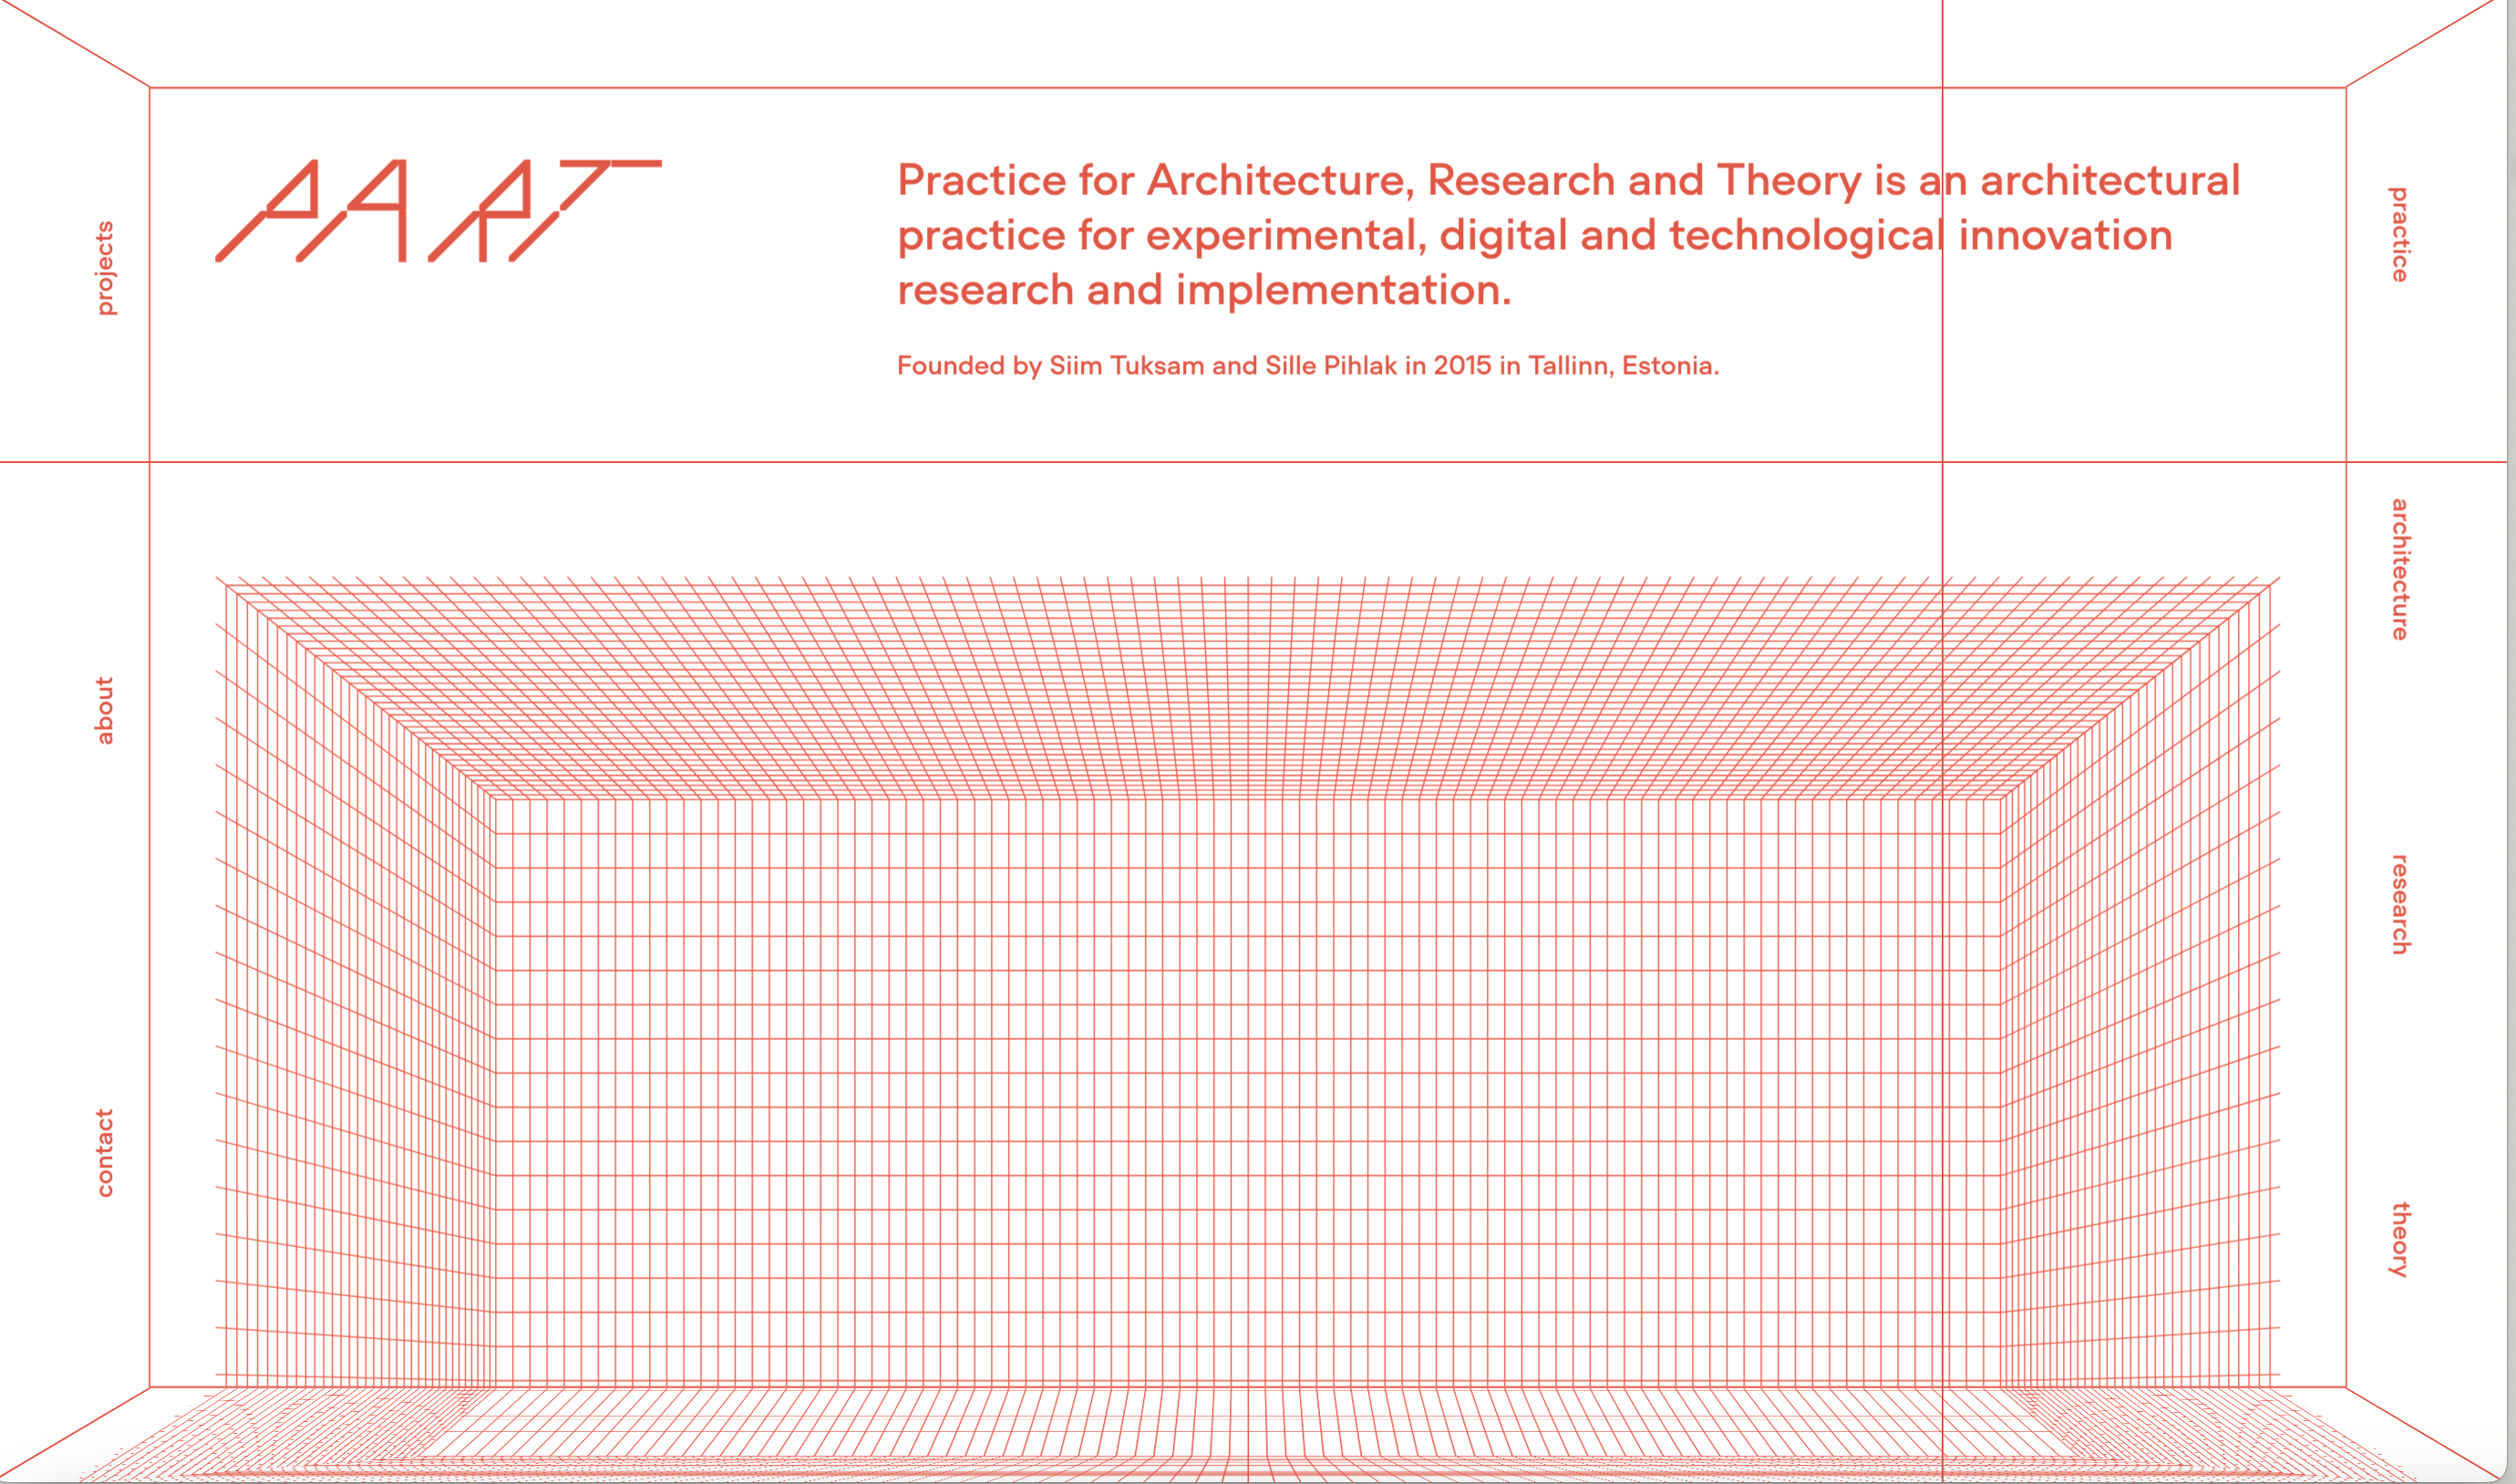 PART
Practice for Architecture, Research and Theory is an architectural
practice for experimental, digital and technological innovation
research and implementation.
Founded by Siim Tuksam and Sille Pihlak in 2015 in Tallinn, Estonia.
projects
about
contact
practice
architecture
research
theory